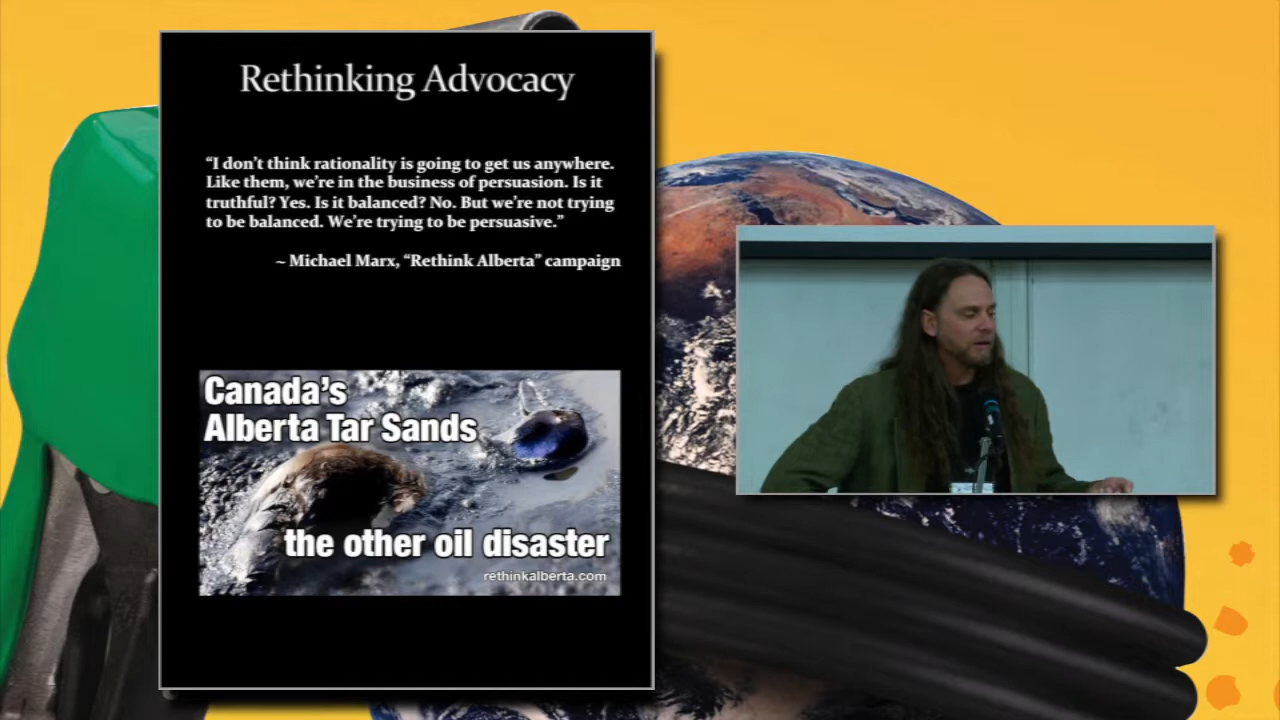 Rethinking Advocacy
“I don’t think rationality is going to get us anywhere.
Like them, we’re in the business of persuasion. Is it
truthful? Yes. Is it balanced? No. But we’re not trying
to be balanced. We’re trying to be persuasive.”
~ Michael Marx, “Rethink Alberta” campaign
Canada’s
Alberta Tar Sands
the other oil disaster
rethinkalberta.com